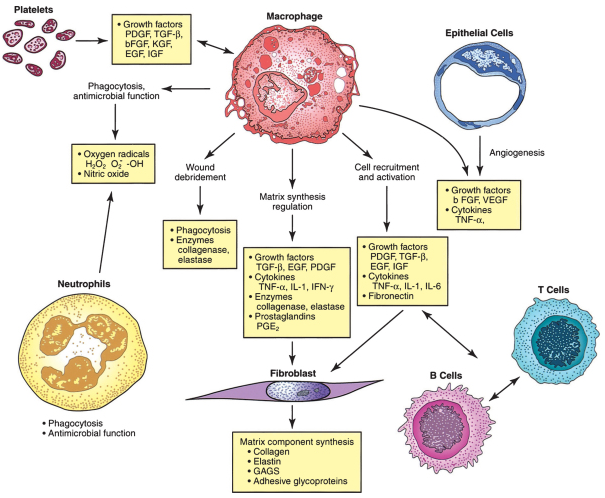 Platelets
• Growth factors
PDGF, TGF-β,
bFGF, KGF,
EGF, IGF
Macrophage
Epithelial Cells
Phagocytosis,
antimicrobial function
• Oxygen radicals
H₂O₂ O₂⁻ -OH
• Nitric oxide
Wound
debridement
Matrix synthesis
regulation
Cell recruitment
and activation
Angiogenesis
• Growth factors
b FGF, VEGF
• Cytokines
TNF-α,
• Phagocytosis
• Enzymes
collagenase,
elastase
• Growth factors
TGF-β, EGF, PDGF
• Cytokines
TNF-α, IL-1, IFN-γ
• Enzymes
collagenase, elastase
• Prostaglandins
PGE₂
• Growth factors
PDGF, TGF-β,
EGF, IGF
• Cytokines
TNF-α, IL-1, IL-6
• Fibronectin
Neutrophils
• Phagocytosis
• Antimicrobial function
Fibroblast
T Cells
B Cells
Matrix component synthesis
• Collagen
• Elastin
• GAGS
• Adhesive glycoproteins